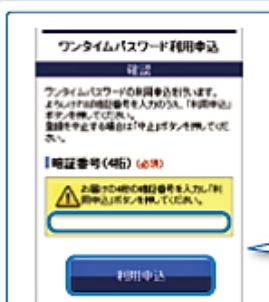 ワンタイムパスワード利用申込
確認
ワンタイムパスワードの利用申込を行います。
よろしければ暗証番号を入力のうえ、「利用申込」
ボタンを押してください。
登録を中止する場合は「中止」ボタンを押してくだ
さい。
暗証番号(4桁) (必須)
お届けの4桁の暗証番号を入力し「利
用申込」ボタンを押してください。
利用申込